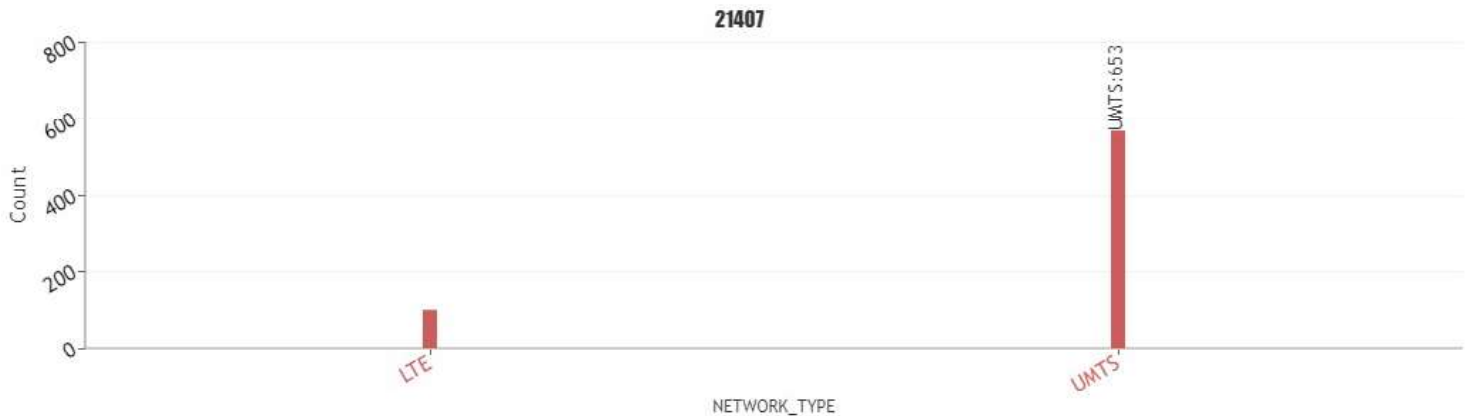 21407
800
600
400
200
0
Count
UMTS:653
LTE
UMTS
NETWORK_TYPE